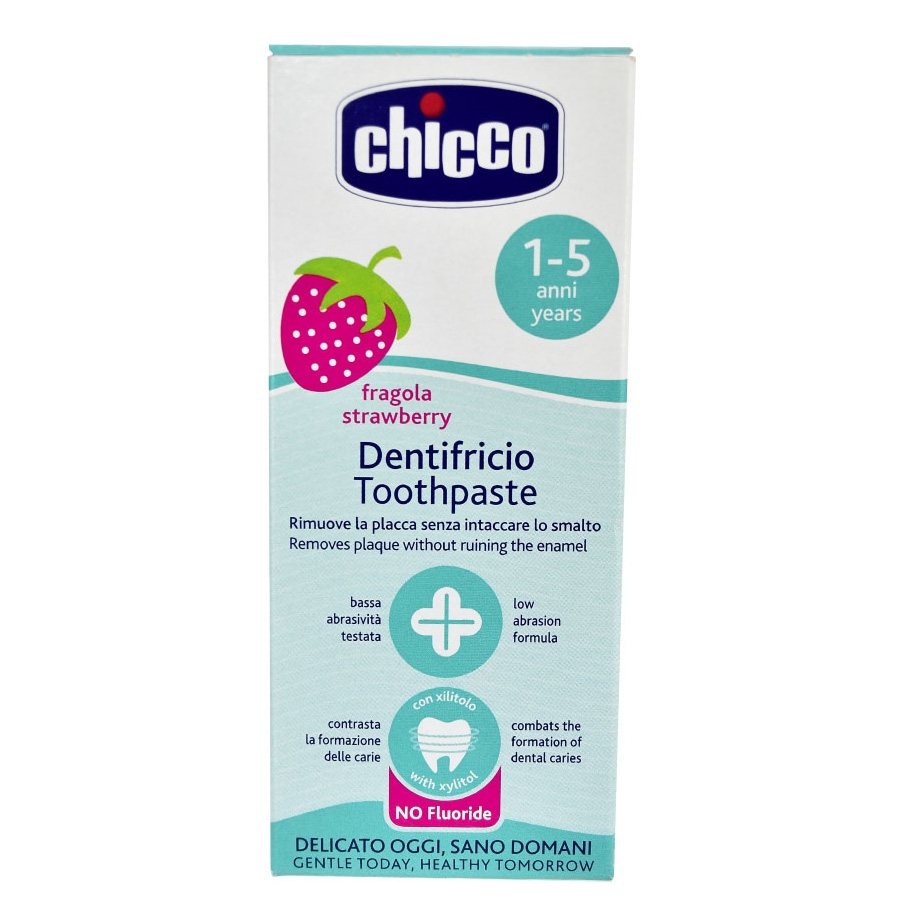 chicco
1-5
anni
years
fragola
strawberry
Dentifricio
Toothpaste
Rimuove la placca senza intaccare lo smalto
Removes plaque without ruining the enamel
bassa
abrasività
testata
low
abrasion
formula
contrasta
la formazione
delle carie
con xilitolo
with xylitol
combats the
formation of
dental caries
NO Fluoride
DELICATO OGGI, SANO DOMANI
GENTLE TODAY, HEALTHY TOMORROW